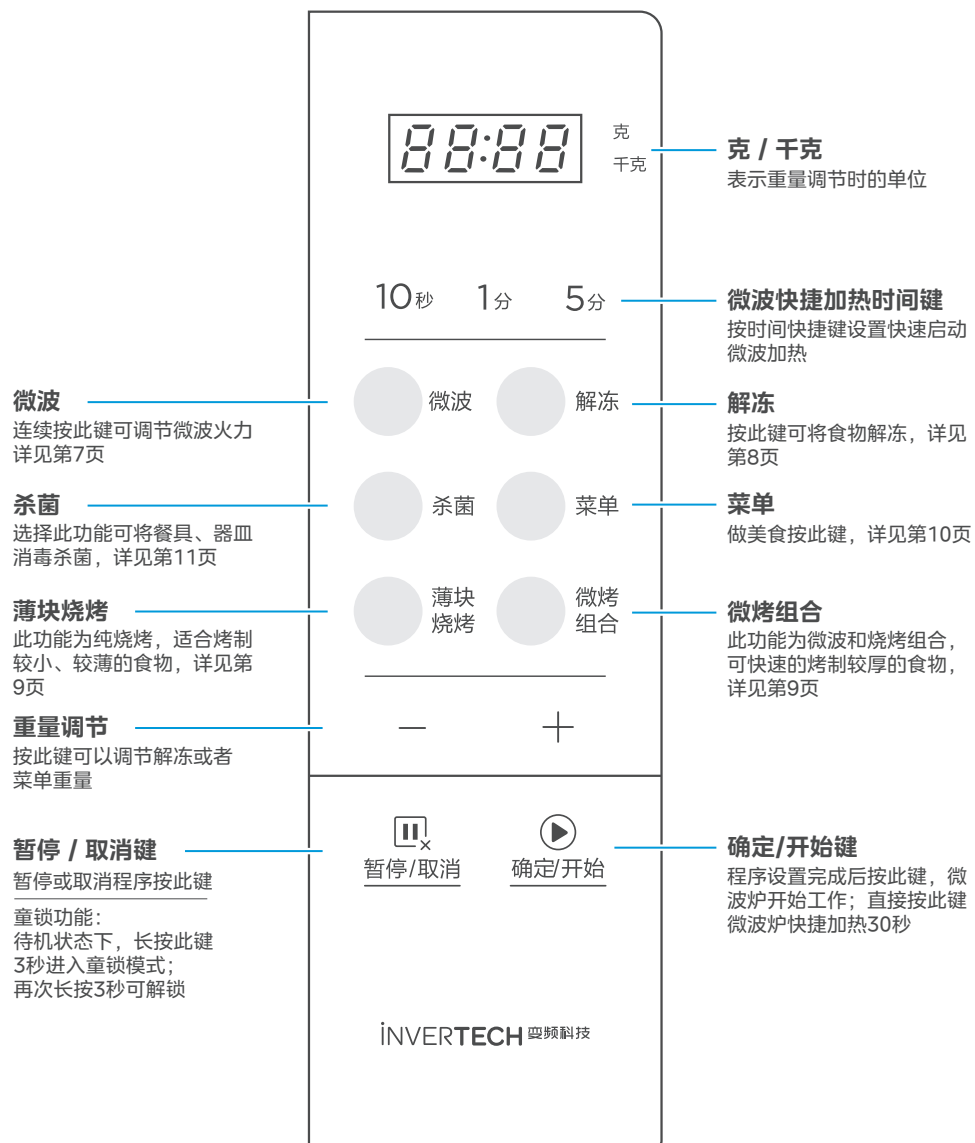 88:88
克
千克
克 / 千克
表示重量调节时的单位
10秒
1分
5分
微波快捷加热时间键
按时间快捷键设置快速启动
微波加热
微波
连续按此键可调节微波火力
详见第7页
微波
解冻
解冻
按此键可将食物解冻，详见
第8页
杀菌
选择此功能可将餐具、器皿
消毒杀菌，详见第11页
杀菌
菜单
菜单
做美食按此键，详见第10页
薄块烧烤
此功能为纯烧烤，适合烤制
较小、较薄的食物，详见第
9页
薄块
烧烤
微烤
组合
微烤组合
此功能为微波和烧烤组合，
可快速的烤制较厚的食物，
详见第9页
重量调节
按此键可以调节解冻或者
菜单重量
－
＋
暂停 / 取消键
暂停或取消程序按此键
童锁功能：
待机状态下，长按此键
3秒进入童锁模式；
再次长按3秒可解锁
暂停/取消
确定/开始
确定/开始键
程序设置完成后按此键，微
波炉开始工作；直接按此键
微波炉快捷加热30秒
iNVERTECH 变频科技